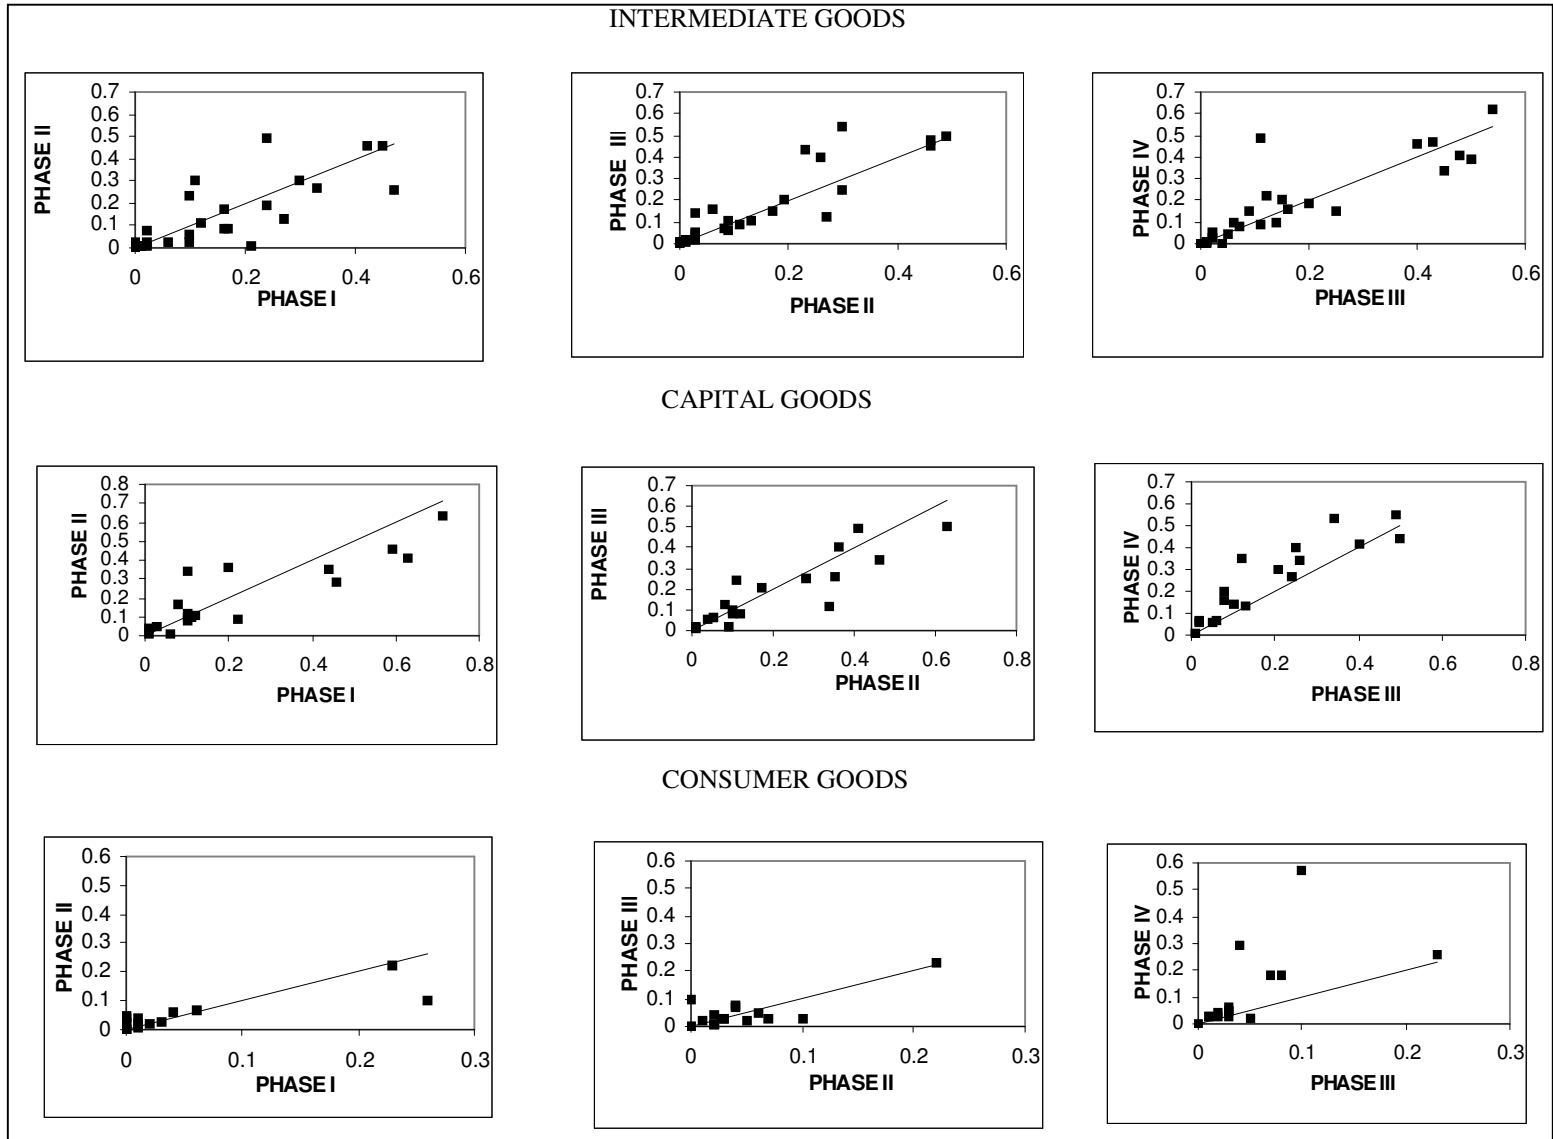 INTERMEDIATE GOODS
0.7
0.6
0.5
0.4
0.3
0.2
0.1
0
0 0.2 0.4 0.6
PHASE II
PHASE I
0.7
0.6
0.5
0.4
0.3
0.2
0.1
0
0 0.2 0.4 0.6
PHASE III
PHASE II
0.7
0.6
0.5
0.4
0.3
0.2
0.1
0
0 0.2 0.4 0.6
PHASE IV
PHASE III
CAPITAL GOODS
0.8
0.7
0.6
0.5
0.4
0.3
0.2
0.1
0
0 0.2 0.4 0.6 0.8
PHASE II
PHASE I
0.7
0.6
0.5
0.4
0.3
0.2
0.1
0
0 0.2 0.4 0.6 0.8
PHASE III
PHASE II
0.7
0.6
0.5
0.4
0.3
0.2
0.1
0
0 0.2 0.4 0.6 0.8
PHASE IV
PHASE III
CONSUMER GOODS
0.6
0.5
0.4
0.3
0.2
0.1
0
0 0.1 0.2 0.3
PHASE II
PHASE I
0.6
0.5
0.4
0.3
0.2
0.1
0
0 0.1 0.2 0.3
PHASE III
PHASE II
0.6
0.5
0.4
0.3
0.2
0.1
0
0 0.1 0.2 0.3
PHASE IV
PHASE III